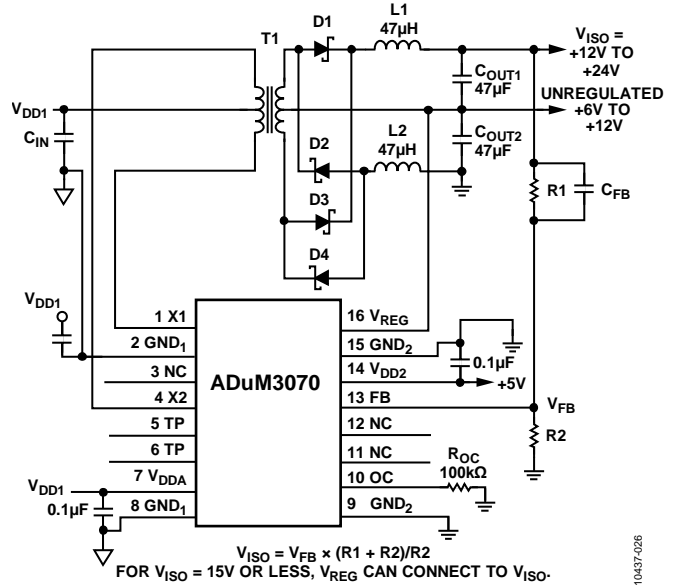 T1
D1
L1
47µH
V_ISO =
+12V TO
+24V
C_OUT1
47µF
UNREGULATED
+6V TO
+12V
V_DD1
C_IN
D2
L2
47µH
C_OUT2
47µF
D3
R1
C_FB
D4
V_DD1
1 X1
2 GND_1
3 NC
4 X2
5 TP
6 TP
7 V_DDA
8 GND_1
ADuM3070
16 V_REG
15 GND_2
14 V_DD2
13 FB
12 NC
11 NC
10 OC
9 GND_2
0.1µF
+5V
V_FB
R2
R_OC
100kΩ
V_DD1
0.1µF
V_ISO = V_FB × (R1 + R2)/R2
FOR V_ISO = 15V OR LESS, V_REG CAN CONNECT TO V_ISO.
10437-026